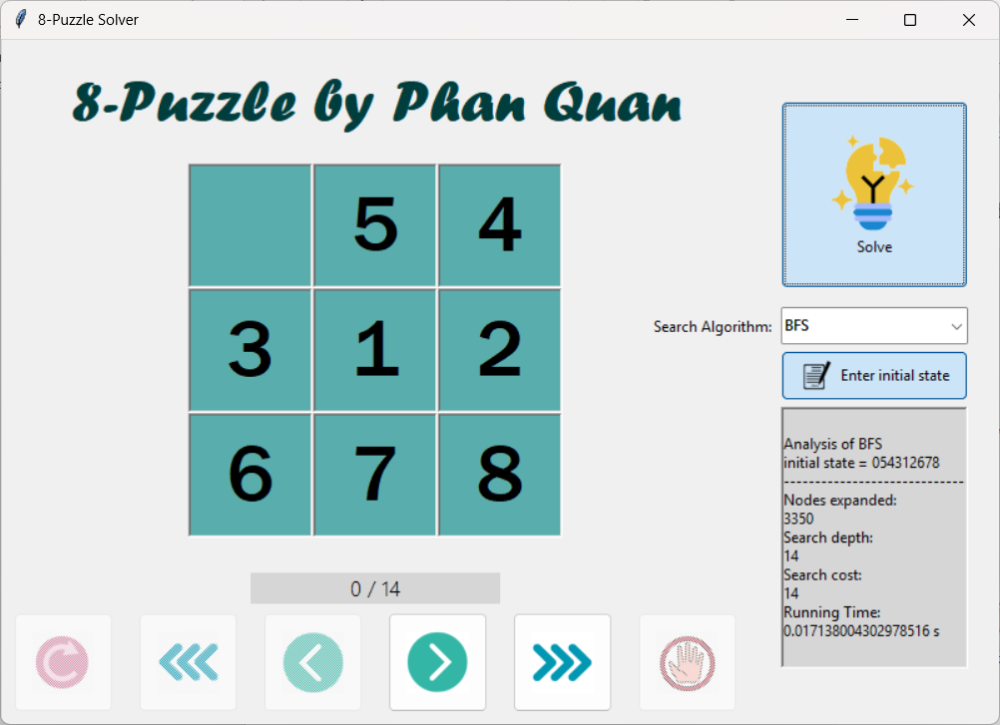 8-Puzzle Solver
8-Puzzle by Phan Quan
5 4
3 1 2
6 7 8
0 / 14
Solve
Search Algorithm: BFS
Enter initial state
Analysis of BFS
initial state = 054312678
------------------------------
Nodes expanded:
3350
Search depth:
14
Search cost:
14
Running Time:
0.017138004302978516 s